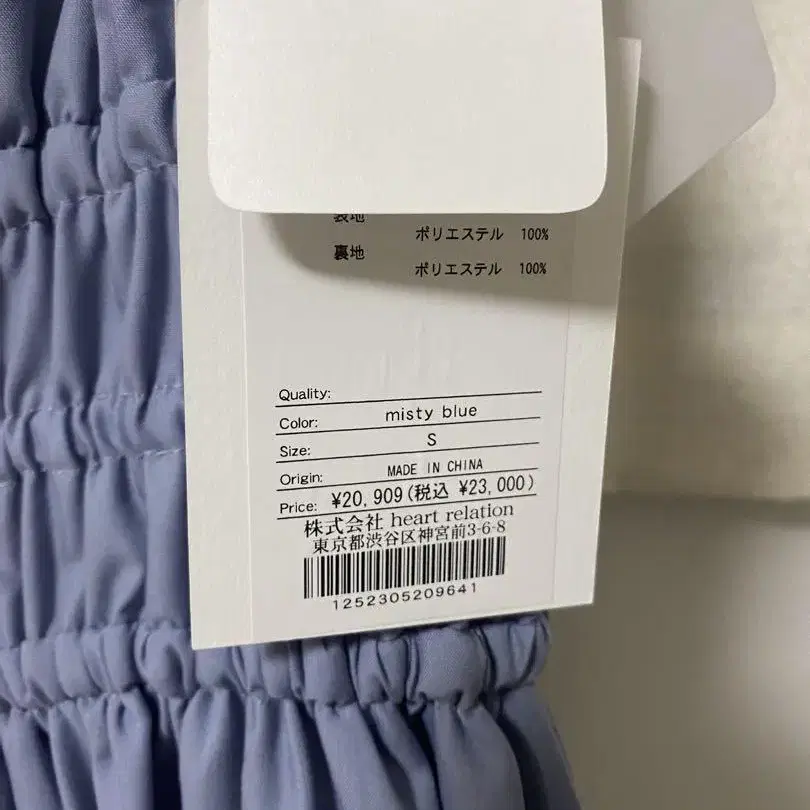 表地
ポリエステル 100%
裏地
ポリエステル 100%
Quality:
Color: misty blue
Size: S
Origin: MADE IN CHINA
Price: ¥20,909(税込 ¥23,000)
株式会社 heart relation
東京都渋谷区神宮前3-6-8
1252305209641